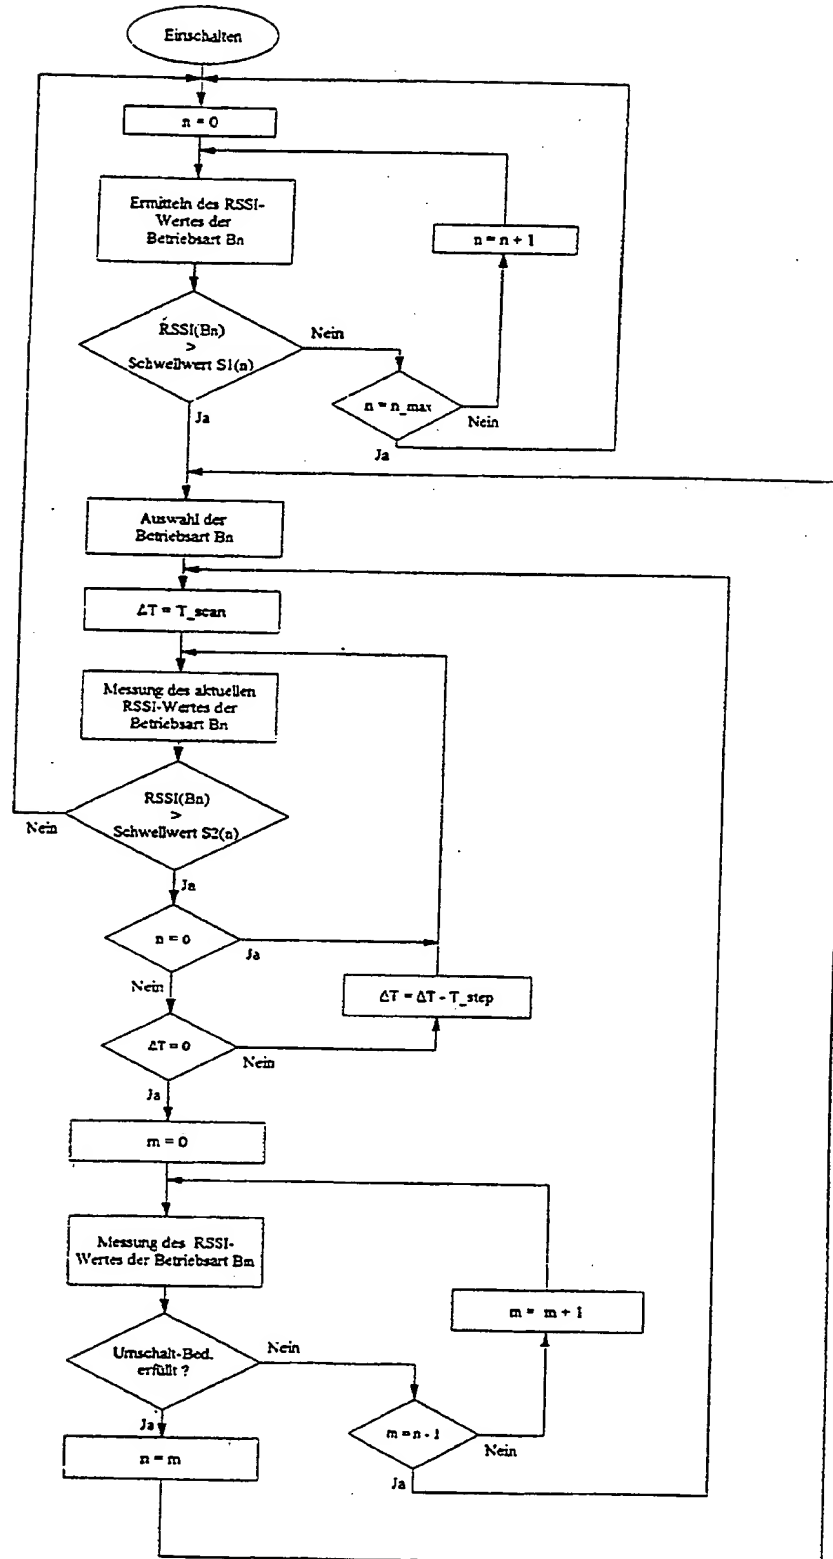 Einschalten
n = 0
Ermitteln des RSSI-
Wertes der
Betriebsart Bn
n = n + 1
RSSI(Bn)
>
Schwellwert S1(n)
Nein
Ja
n = n_max
Nein
Ja
Auswahl der
Betriebsart Bn
ΔT = T_scan
Messung des aktuellen
RSSI-Wertes der
Betriebsart Bn
RSSI(Bn)
>
Schwellwert S2(n)
Nein
Ja
n = 0
Ja
Nein
ΔT = ΔT - T_step
ΔT = 0
Nein
Ja
m = 0
Messung des RSSI-
Wertes der Betriebsart Bm
m = m + 1
Umschalt-Bed.
erfüllt ?
Nein
Ja
m = n - 1
Nein
Ja
n = m